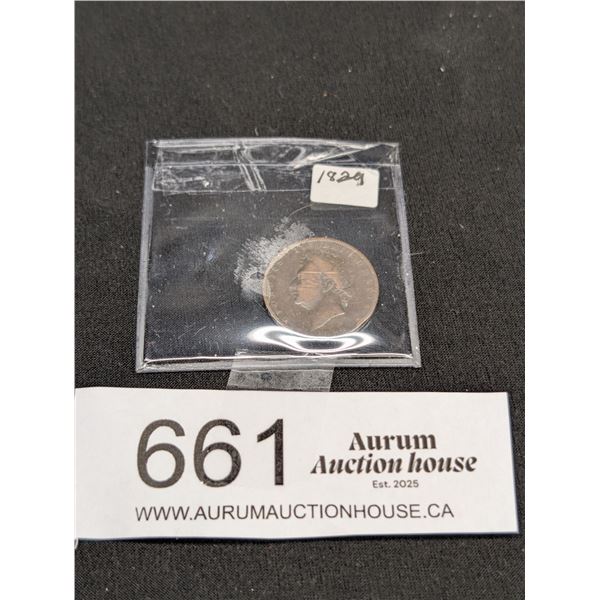 1829
661
Aurum
Auction house
Est. 2025
WWW.AURUMAUCTIONHOUSE.CA